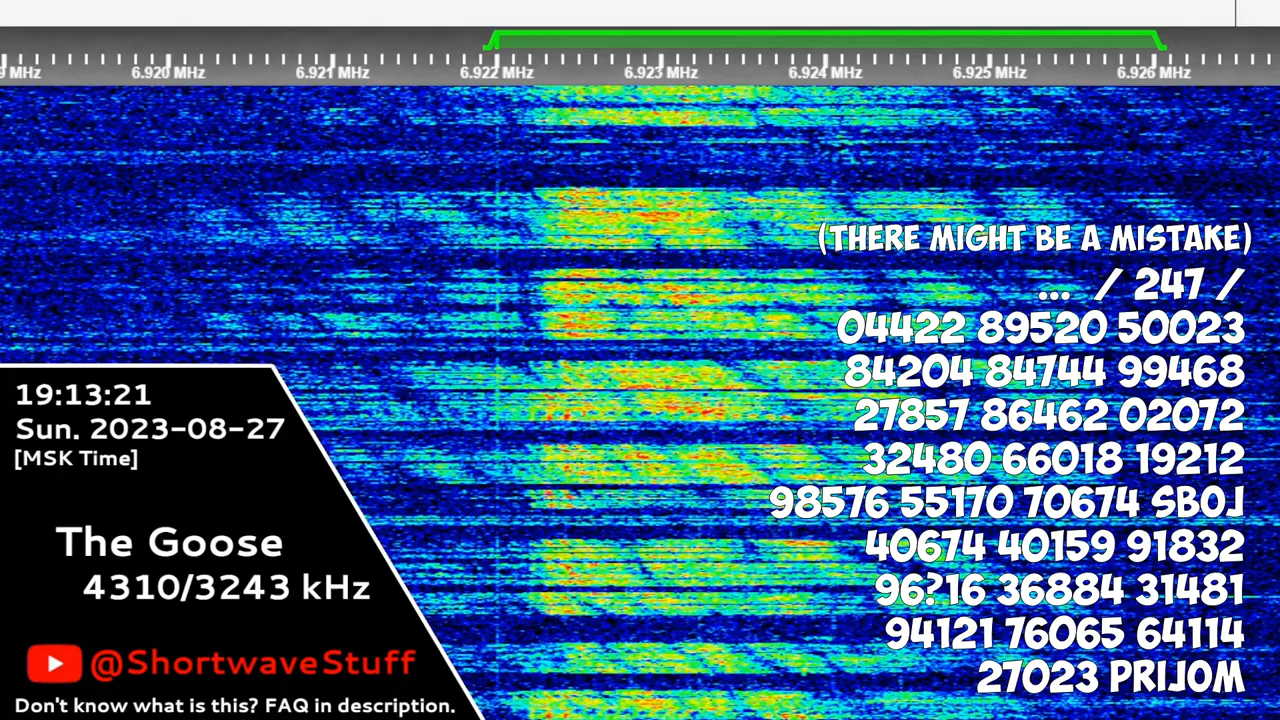 9 MHz 6.920 MHz 6.921 MHz 6.922 MHz 6.923 MHz 6.924 MHz 6.925 MHz 6.926 MHz
(THERE MIGHT BE A MISTAKE)
... / 247 /
04422 89520 50023
84204 84744 99468
27857 86462 02072
32480 66018 19212
98576 55170 70674 SBOJ
40674 40159 91832
96?16 36884 31481
94121 76065 64114
27023 PRIJOM
19:13:21
Sun. 2023-08-27
[MSK Time]
The Goose
4310/3243 kHz
@ShortwaveStuff
Don't know what is this? FAQ in description.